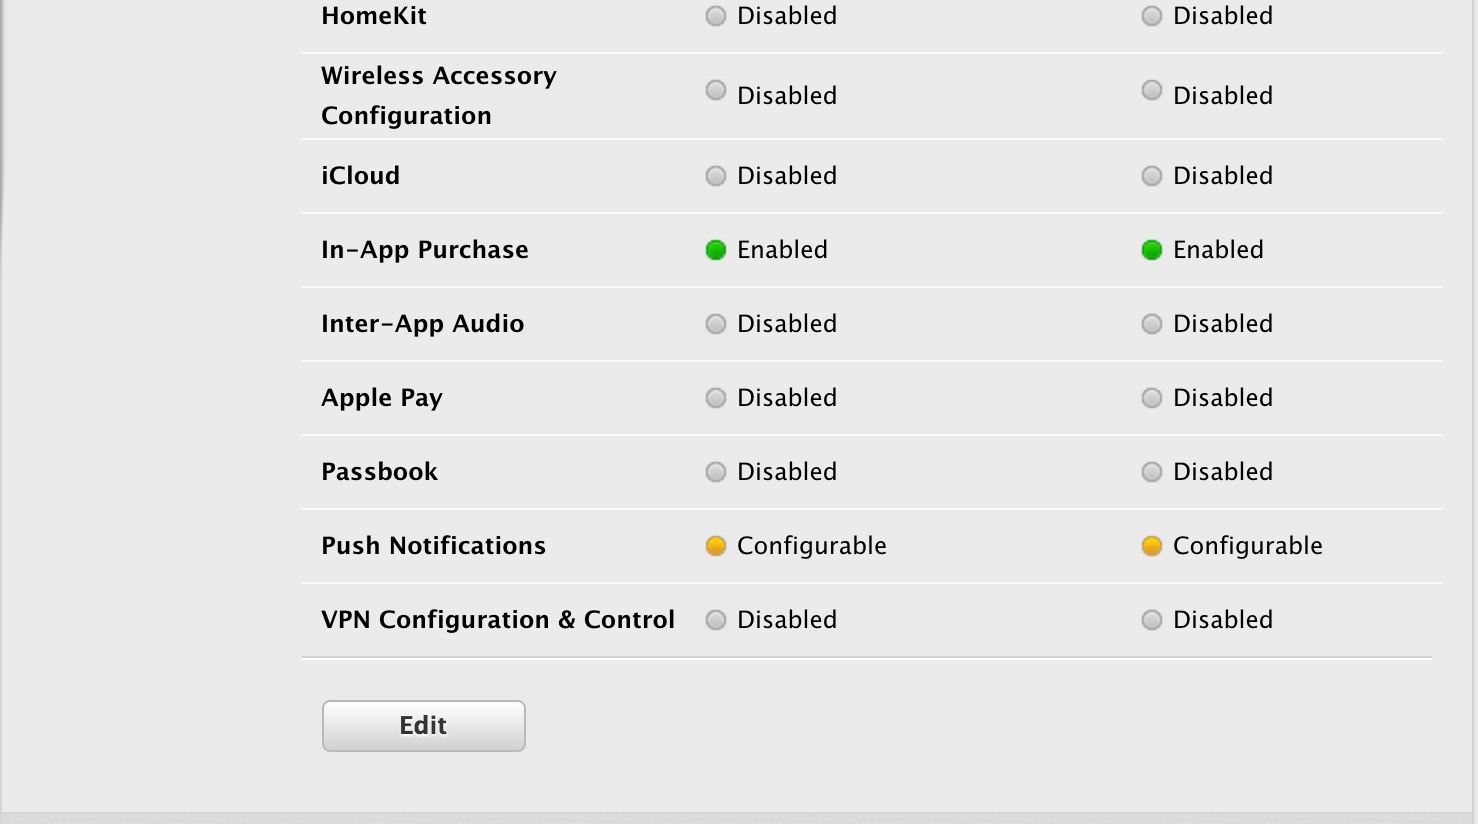 HomeKit Disabled Disabled
Wireless Accessory
Configuration Disabled Disabled
iCloud Disabled Disabled
In-App Purchase Enabled Enabled
Inter-App Audio Disabled Disabled
Apple Pay Disabled Disabled
Passbook Disabled Disabled
Push Notifications Configurable Configurable
VPN Configuration & Control Disabled Disabled
Edit